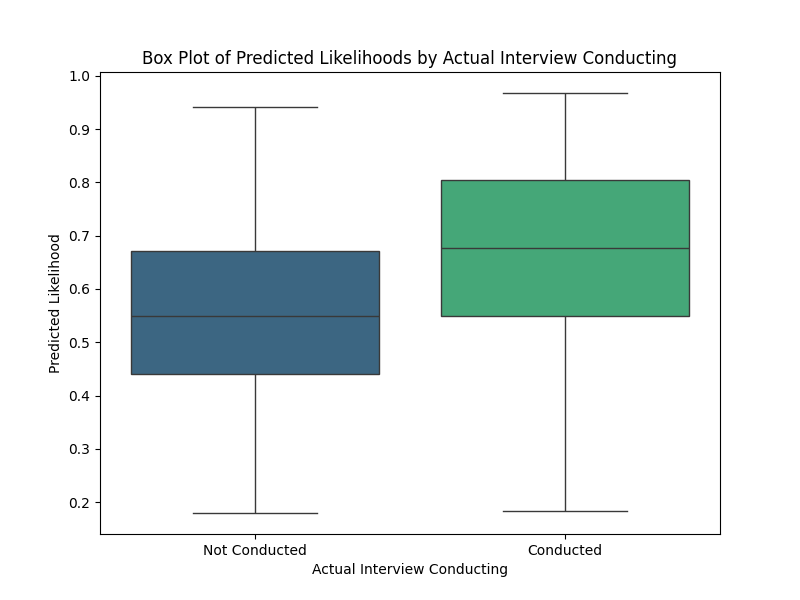 Box Plot of Predicted Likelihoods by Actual Interview Conducting
Predicted Likelihood
1.0
0.9
0.8
0.7
0.6
0.5
0.4
0.3
0.2
Not Conducted
Conducted
Actual Interview Conducting